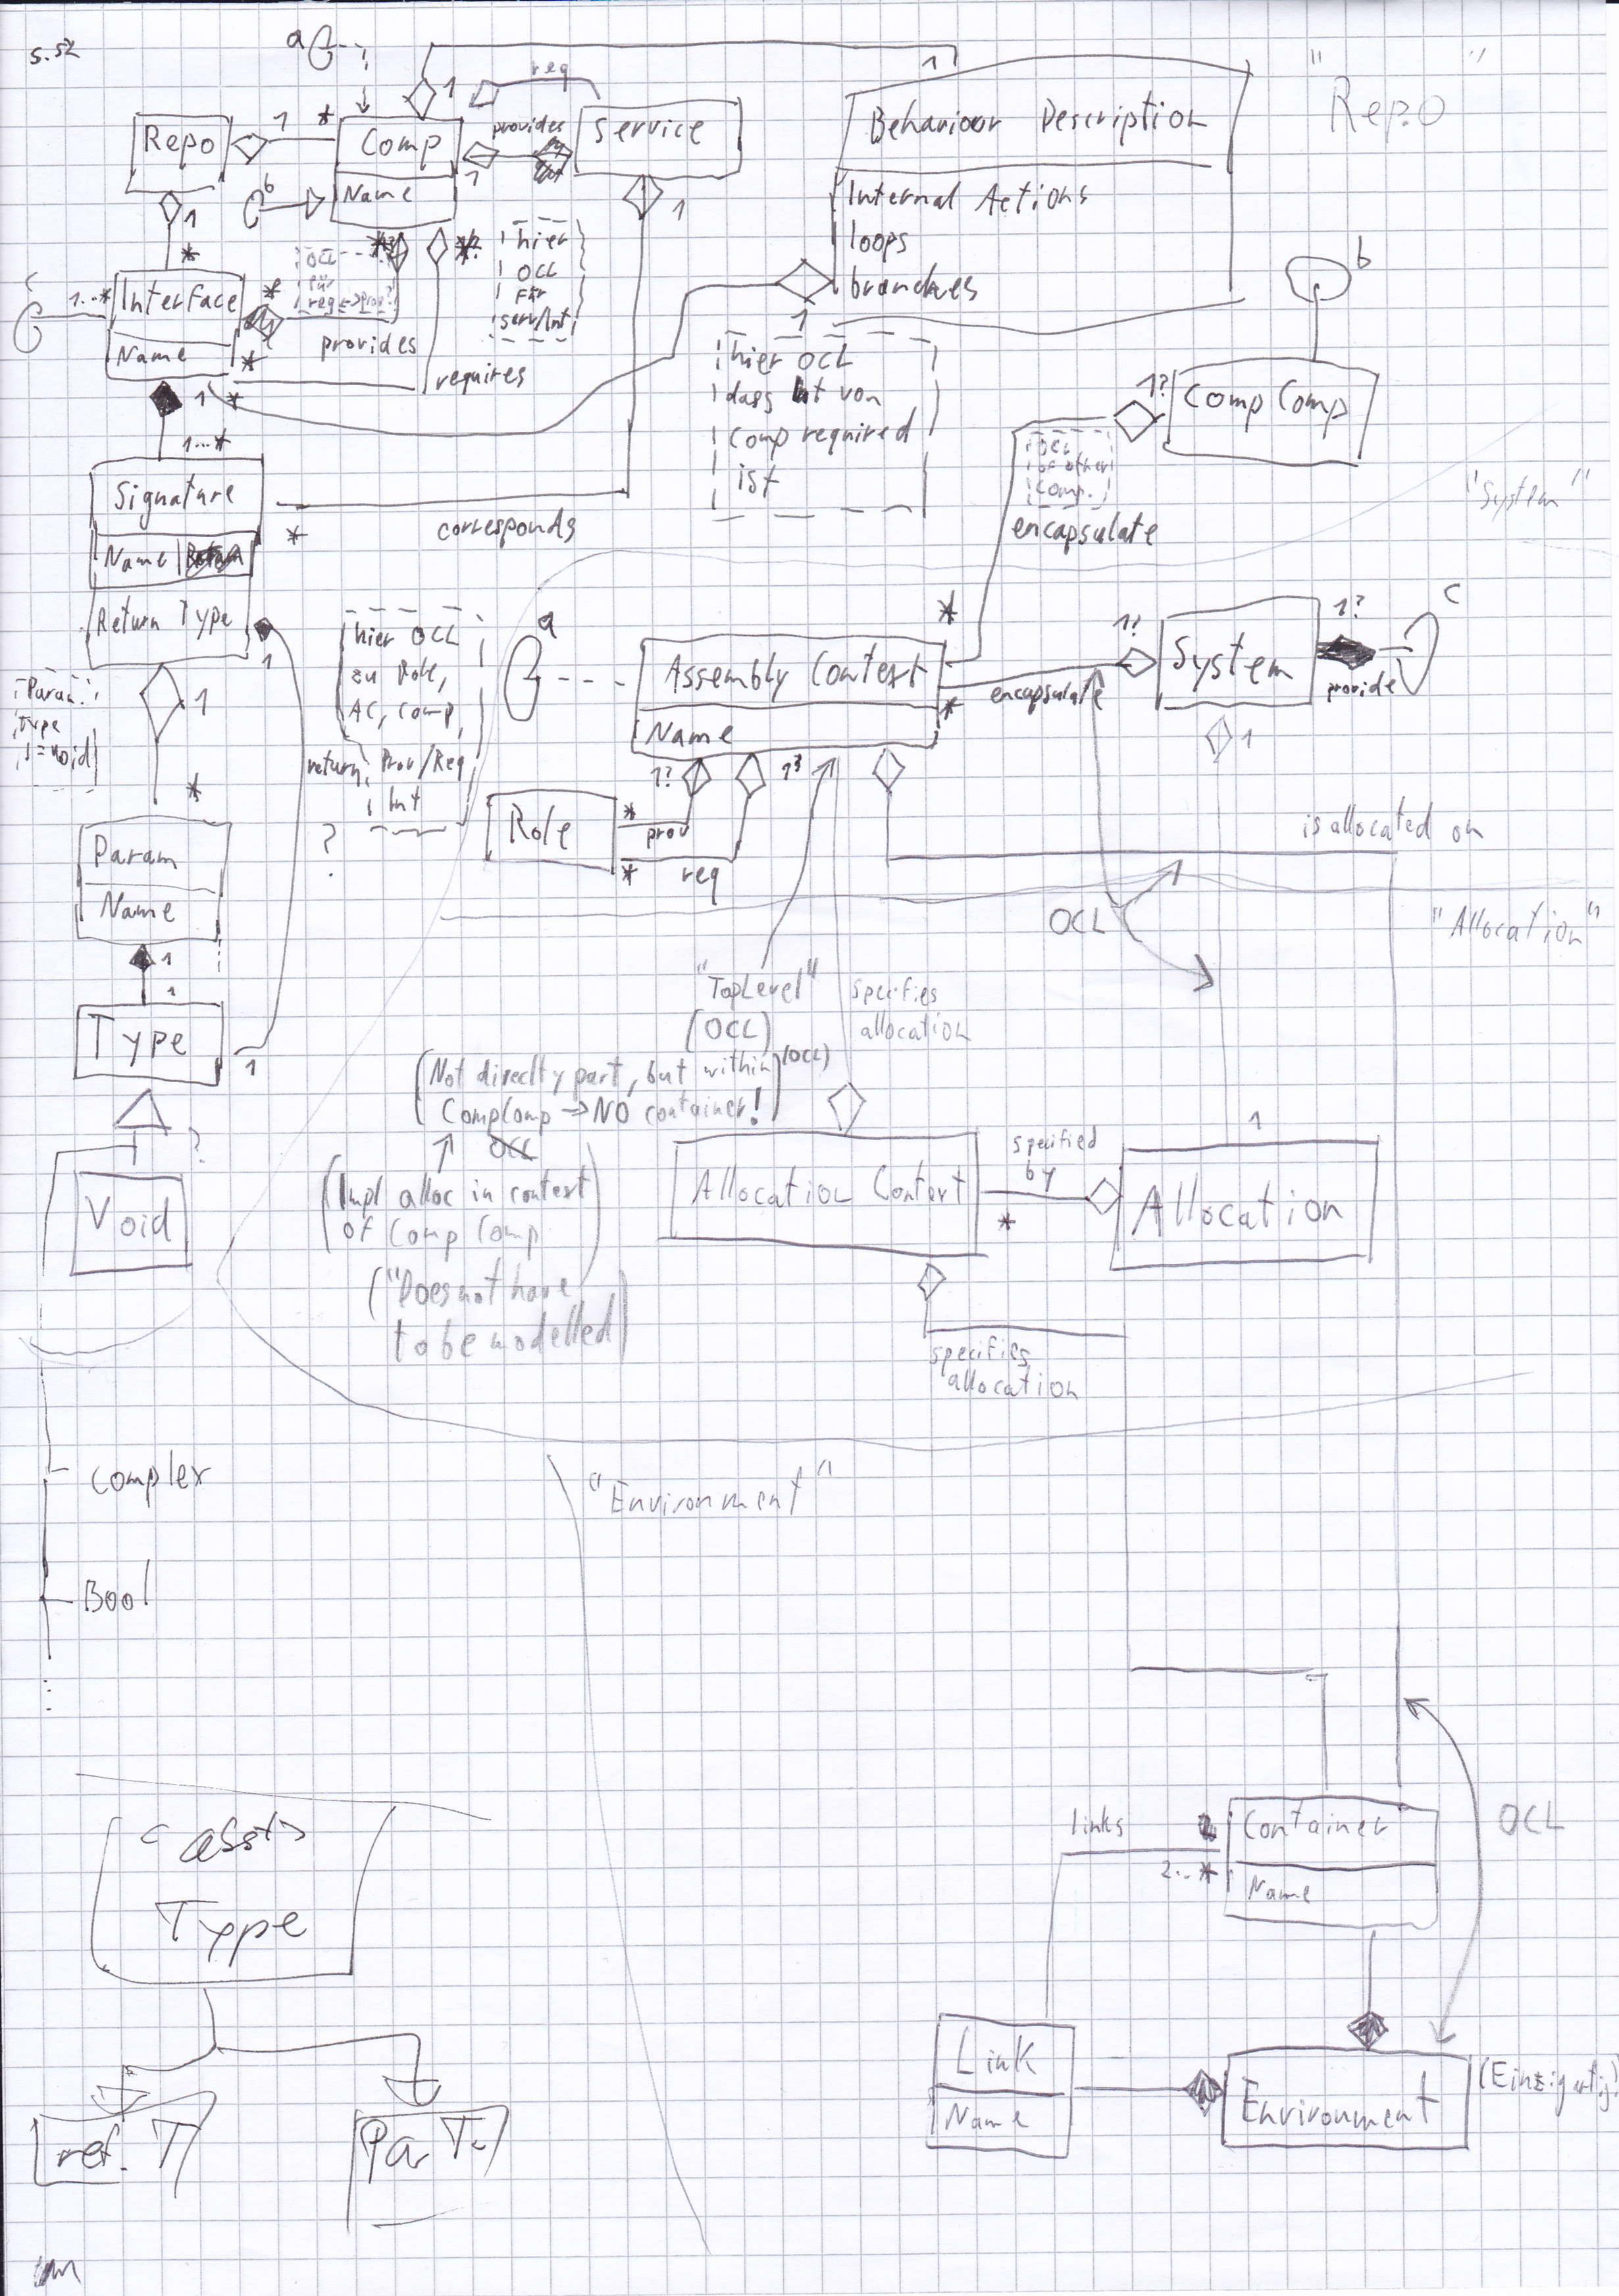 S.52
a
1
"Repo"
req
Repo
1
*
Comp
provides
1
Service
Behaviour Description
b
Name
1
1
Internal Actions
loops
branches
1
*
hier
OCL
für
serv/Int
OCL
für
req
b
1...*
Interface
*
Name
*
provides
requires
hier OCL
dass Int von
Comp required
ist
1?
Comp Comp
1
*
1...*
of other
Comp.
"System"
Signature
corresponds
*
encapsulate
Name
Return Type
1
hier OCL
zu Role,
AC, Comp,
return, Prov/Req
Int
?
a
*
Assembly Context
Name
*
encapsulate
1?
System
1?
provide
c
1
Param.
type
!=void
1
*
1?
1?
Role
*
prov
*
req
is allocated on
Param
Name
OCL
"Allocation"
1
1
Type
1
"TopLevel"
(OCL)
specifies
allocation
(Not directly part, but within (OCL)
CompComp => NO container!)
?
Void
(Impl alloc in context
of Comp Comp)
("Does not have
to be modelled)
Allocation Context
specified
by
*
1
Allocation
specifies
allocation
Complex
"Environment"
Bool
...
<abst>
Type
Links
2..*
Container
Name
OCL
Link
Name
Environment
(Einzigartig)
ref. T
Pa T.